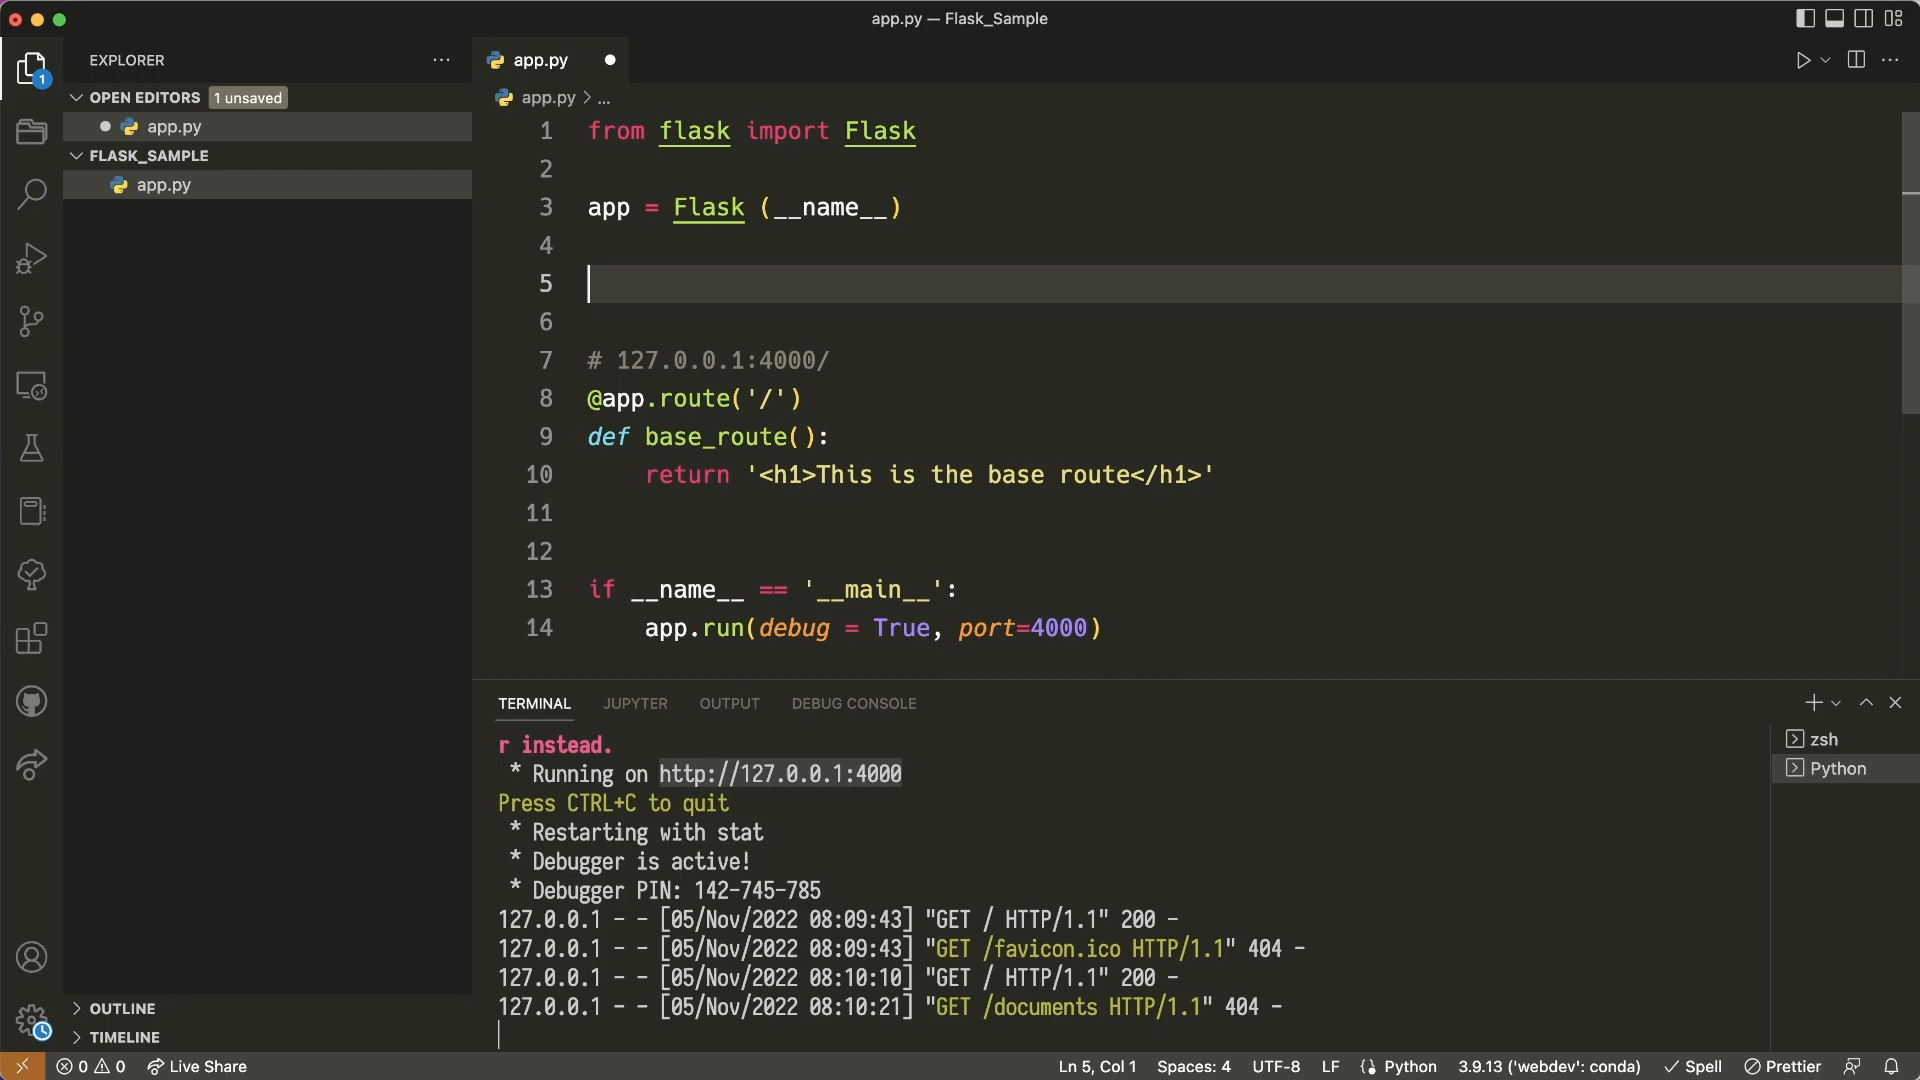 app.py — Flask_Sample
EXPLORER
OPEN EDITORS 1 unsaved
app.py
FLASK_SAMPLE
app.py
OUTLINE
TIMELINE
1
app.py
app.py > ...
1 from flask import Flask
2
3 app = Flask (__name__)
4
5
6
7 # 127.0.0.1:4000/
8 @app.route('/')
9 def base_route():
10 return '<h1>This is the base route</h1>'
11
12
13 if __name__ == '__main__':
14 app.run(debug = True, port=4000)
TERMINAL JUPYTER OUTPUT DEBUG CONSOLE
r instead.
* Running on http://127.0.0.1:4000
Press CTRL+C to quit
* Restarting with stat
* Debugger is active!
* Debugger PIN: 142-745-785
127.0.0.1 - - [05/Nov/2022 08:09:43] "GET / HTTP/1.1" 200 -
127.0.0.1 - - [05/Nov/2022 08:09:43] "GET /favicon.ico HTTP/1.1" 404 -
127.0.0.1 - - [05/Nov/2022 08:10:10] "GET / HTTP/1.1" 200 -
127.0.0.1 - - [05/Nov/2022 08:10:21] "GET /documents HTTP/1.1" 404 -
zsh
Python
0 0 Live Share Ln 5, Col 1 Spaces: 4 UTF-8 LF Python 3.9.13 ('webdev': conda) Spell Prettier